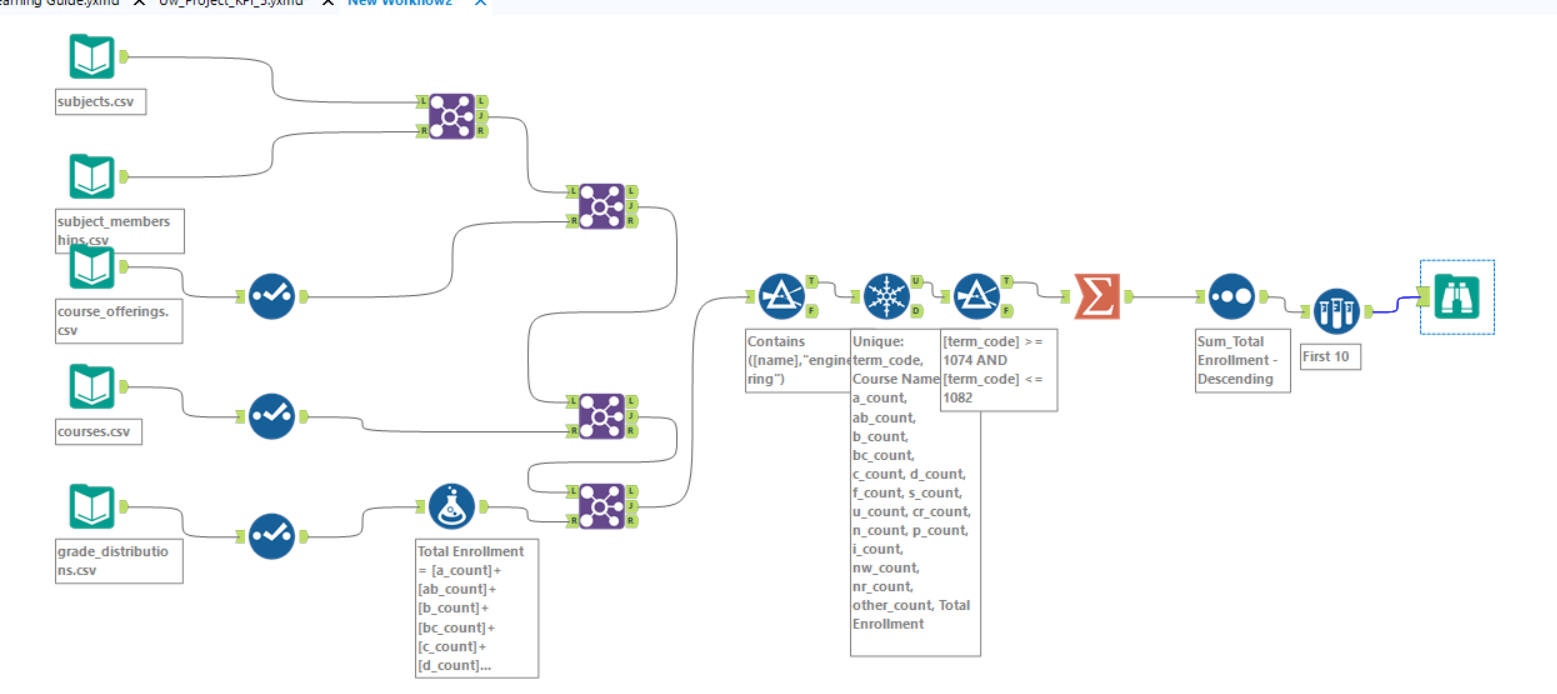 earning Guide.yxmd X Uw_Project_KPI_3.yxmd X New Workflow2 X
subjects.csv
L
R
L
J
R
subject_members
hips.csv
L
R
L
J
R
course_offerings.
csv
T
F
U
D
T
F
Contains
([name],"engine
ring")
Unique:
term_code,
Course Name
a_count,
ab_count,
b_count,
bc_count,
c_count, d_count,
f_count, s_count,
u_count, cr_count,
n_count, p_count,
i_count,
nw_count,
nr_count,
other_count, Total
Enrollment
[term_code] >=
1074 AND
[term_code] <=
1082
Sum_Total
Enrollment -
Descending
First 10
courses.csv
L
R
L
J
R
grade_distributio
ns.csv
Total Enrollment
= [a_count]+
[ab_count]+
[b_count]+
[bc_count]+
[c_count]+
[d_count]...
L
R
L
J
R